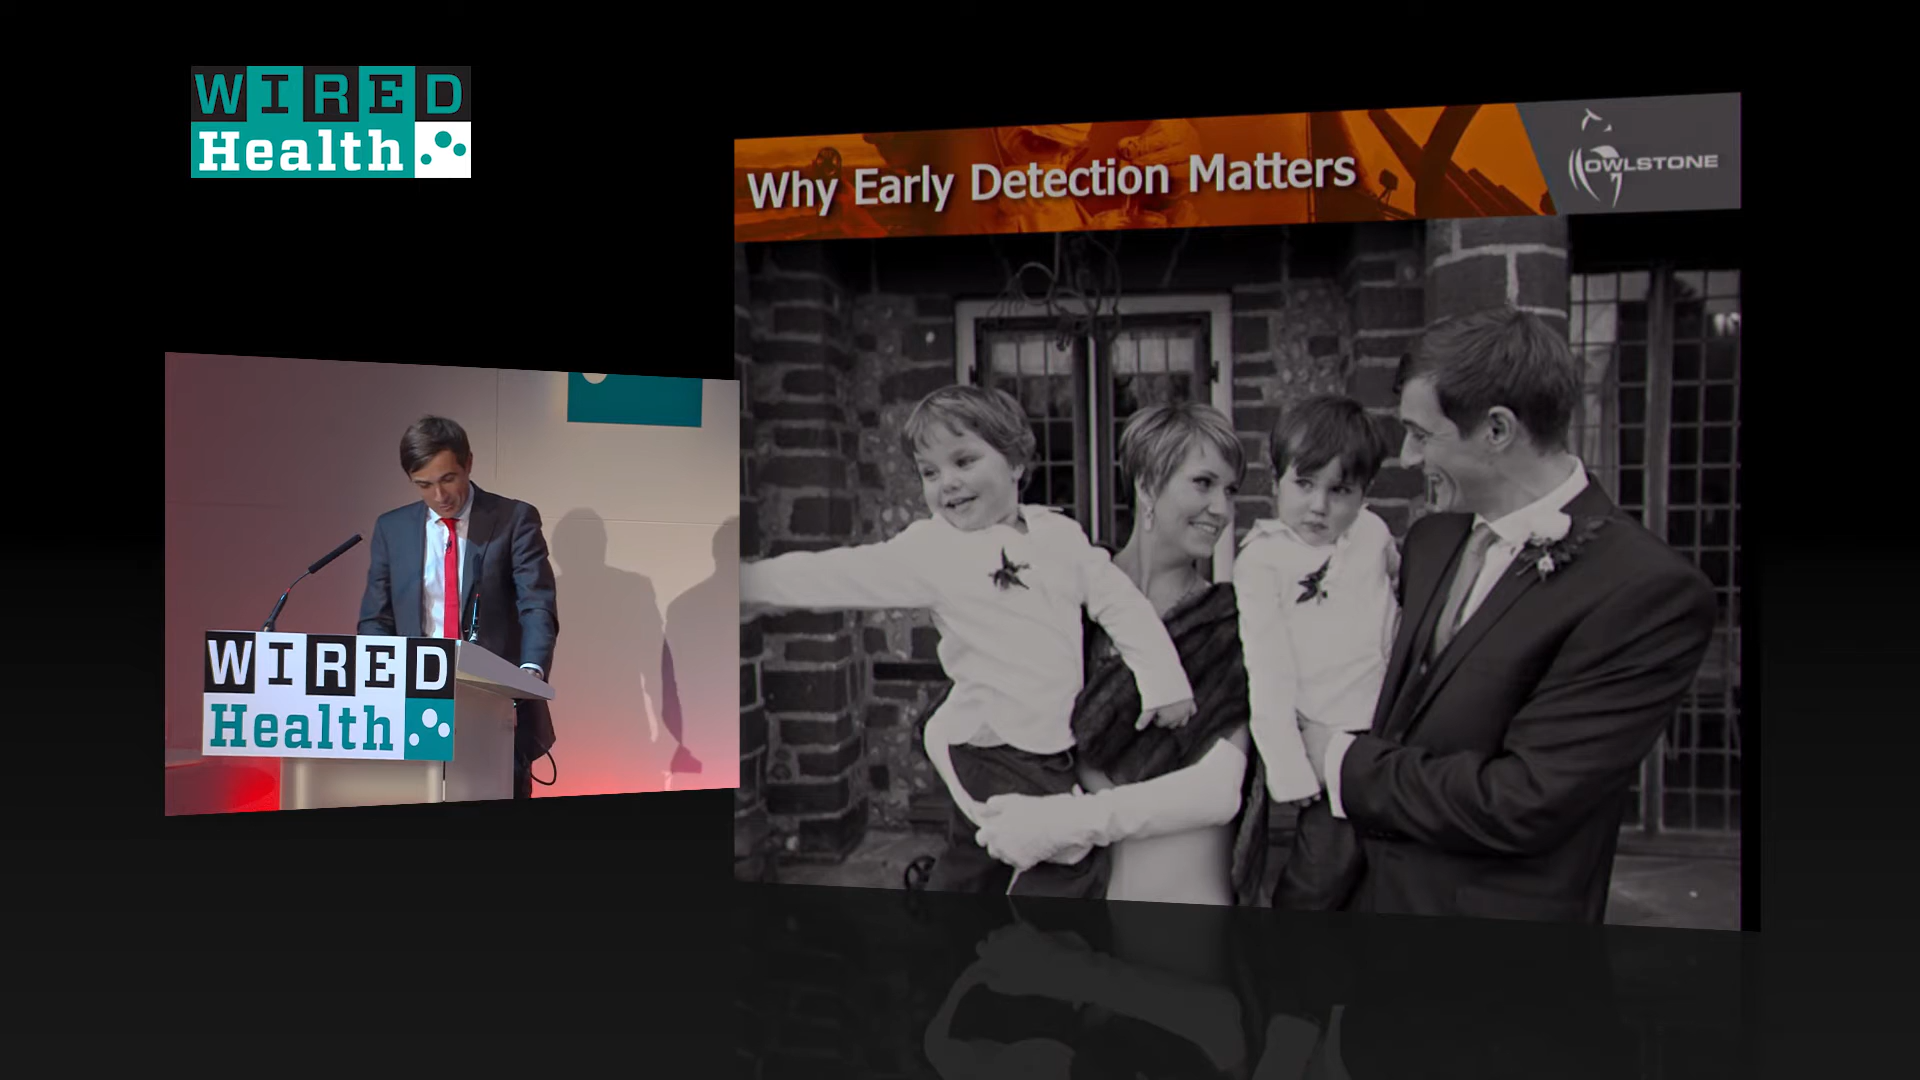 WIRED
Health
Why Early Detection Matters
OWLSTONE
WIRED
Health